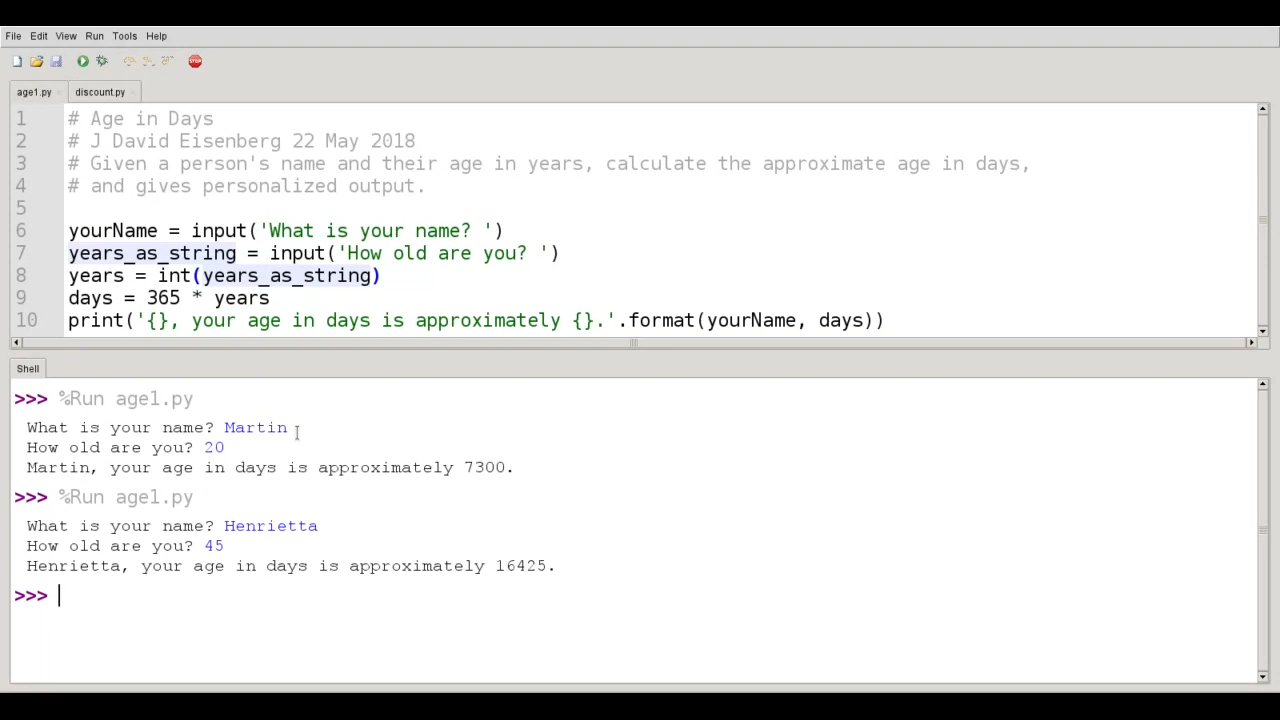 File Edit View Run Tools Help
STOP
age1.py discount.py
1 # Age in Days
2 # J David Eisenberg 22 May 2018
3 # Given a person's name and their age in years, calculate the approximate age in days,
4 # and gives personalized output.
5
6 yourName = input('What is your name? ')
7 years_as_string = input('How old are you? ')
8 years = int(years_as_string)
9 days = 365 * years
10 print('{}, your age in days is approximately {}.'.format(yourName, days))
Shell
>>> %Run age1.py
What is your name? Martin
How old are you? 20
Martin, your age in days is approximately 7300.
>>> %Run age1.py
What is your name? Henrietta
How old are you? 45
Henrietta, your age in days is approximately 16425.
>>>